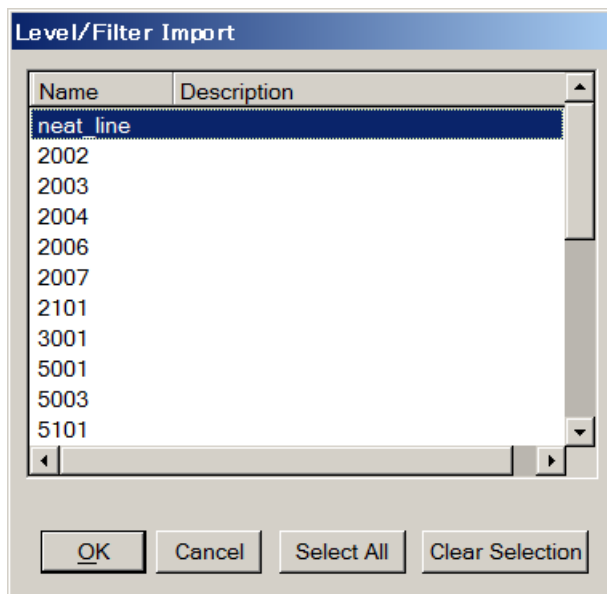 Level/Filter Import
Name Description
neat_line
2002
2003
2004
2006
2007
2101
3001
5001
5003
5101
OK Cancel Select All Clear Selection